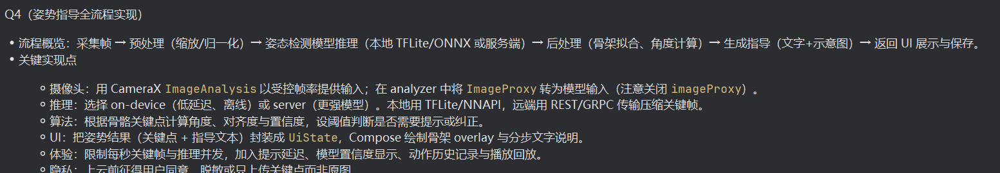 Q4（姿势指导全流程实现）
• 流程概览：采集帧 → 预处理（缩放/归一化）→ 姿态检测模型推理（本地 TFLite/ONNX 或服务端）→ 后处理（骨架拟合、角度计算）→ 生成指导（文字+示意图）→ 返回 UI 展示与保存。
• 关键实现点
◦ 摄像头：用 CameraX ImageAnalysis 以受控帧率提供输入；在 analyzer 中将 ImageProxy 转为模型输入（注意关闭 imageProxy）。
◦ 推理：选择 on-device（低延迟、离线）或 server（更强模型）。本地用 TFLite/NNAPI，远端用 REST/GRPC 传输压缩关键帧。
◦ 算法：根据骨骼关键点计算角度、对齐度与置信度，设阈值判断是否需要提示或纠正。
◦ UI：把姿势结果（关键点 + 指导文本）封装成 UiState，Compose 绘制骨架 overlay 与分步文字说明。
◦ 体验：限制每秒关键帧与推理并发，加入提示延迟、模型置信度显示、动作历史记录与播放回放。
◦ 隐私：上云前征得用户同意，脱敏或只上传关键点而非原图